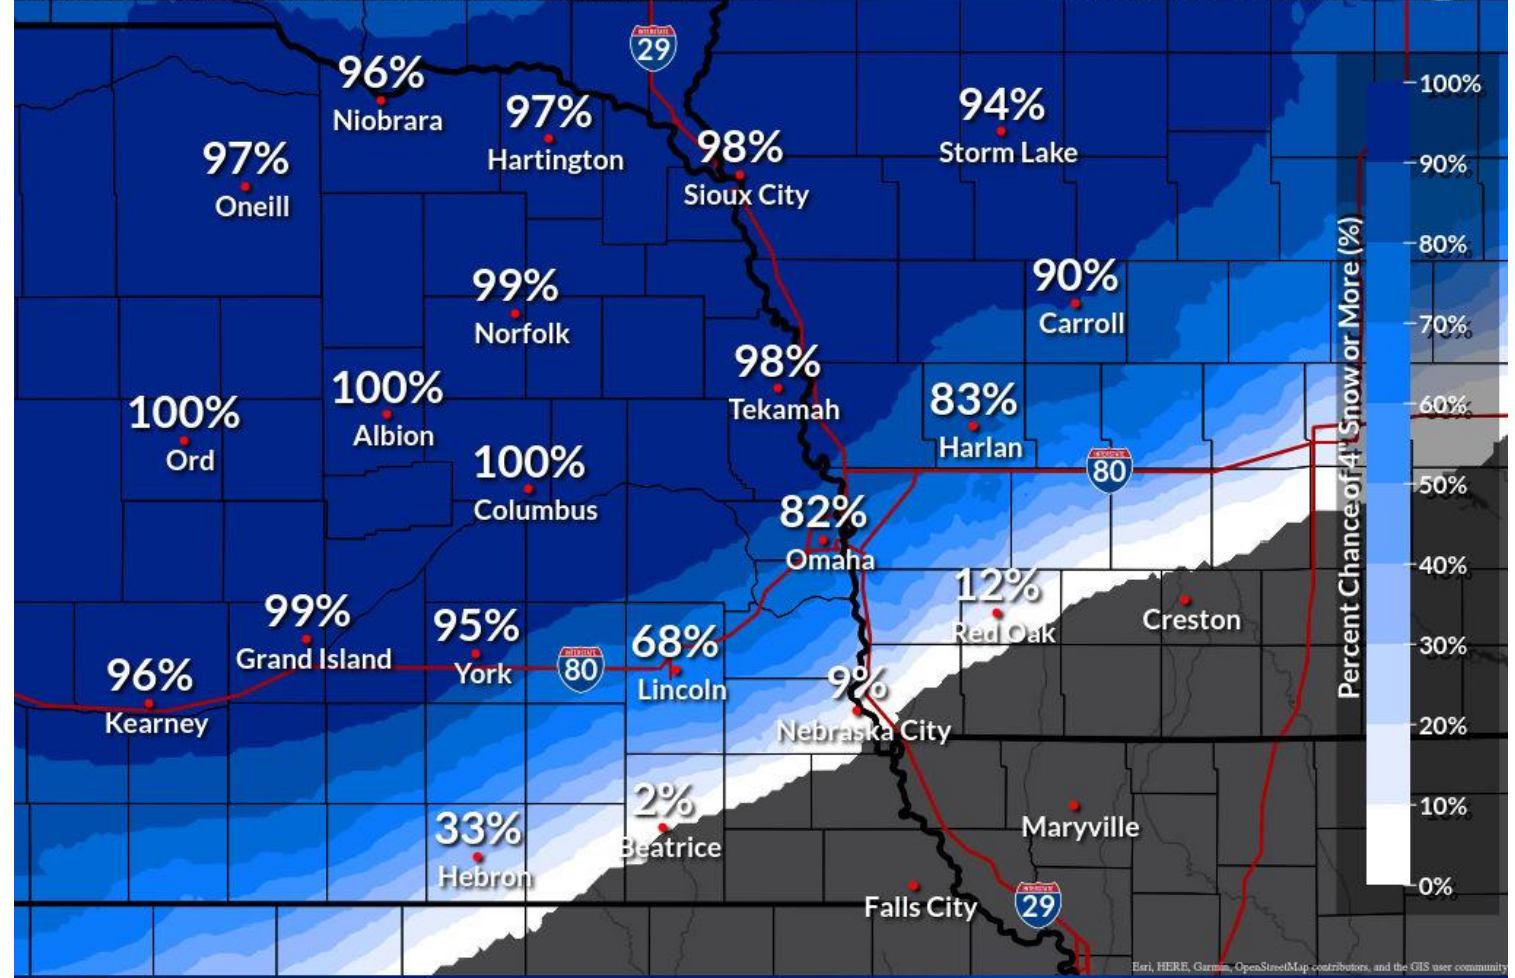 INTERSTATE
29
96%
Niobrara
97%
Hartington
94%
Storm Lake
98%
Sioux City
97%
Oneill
99%
Norfolk
90%
Carroll
98%
Tekamah
100%
Albion
100%
Ord
83%
Harlan
100%
Columbus
INTERSTATE
80
82%
Omaha
12%
Red Oak
Creston
99%
Grand Island
95%
York
INTERSTATE
80
68%
Lincoln
96%
Kearney
9%
Nebraska City
2%
Beatrice
33%
Hebron
Maryville
Falls City
INTERSTATE
29
Percent Chance of 4" Snow or More (%)
100%
90%
80%
70%
60%
50%
40%
30%
20%
10%
0%
Esri, HERE, Garmin, OpenStreetMap contributors, and the GIS user community